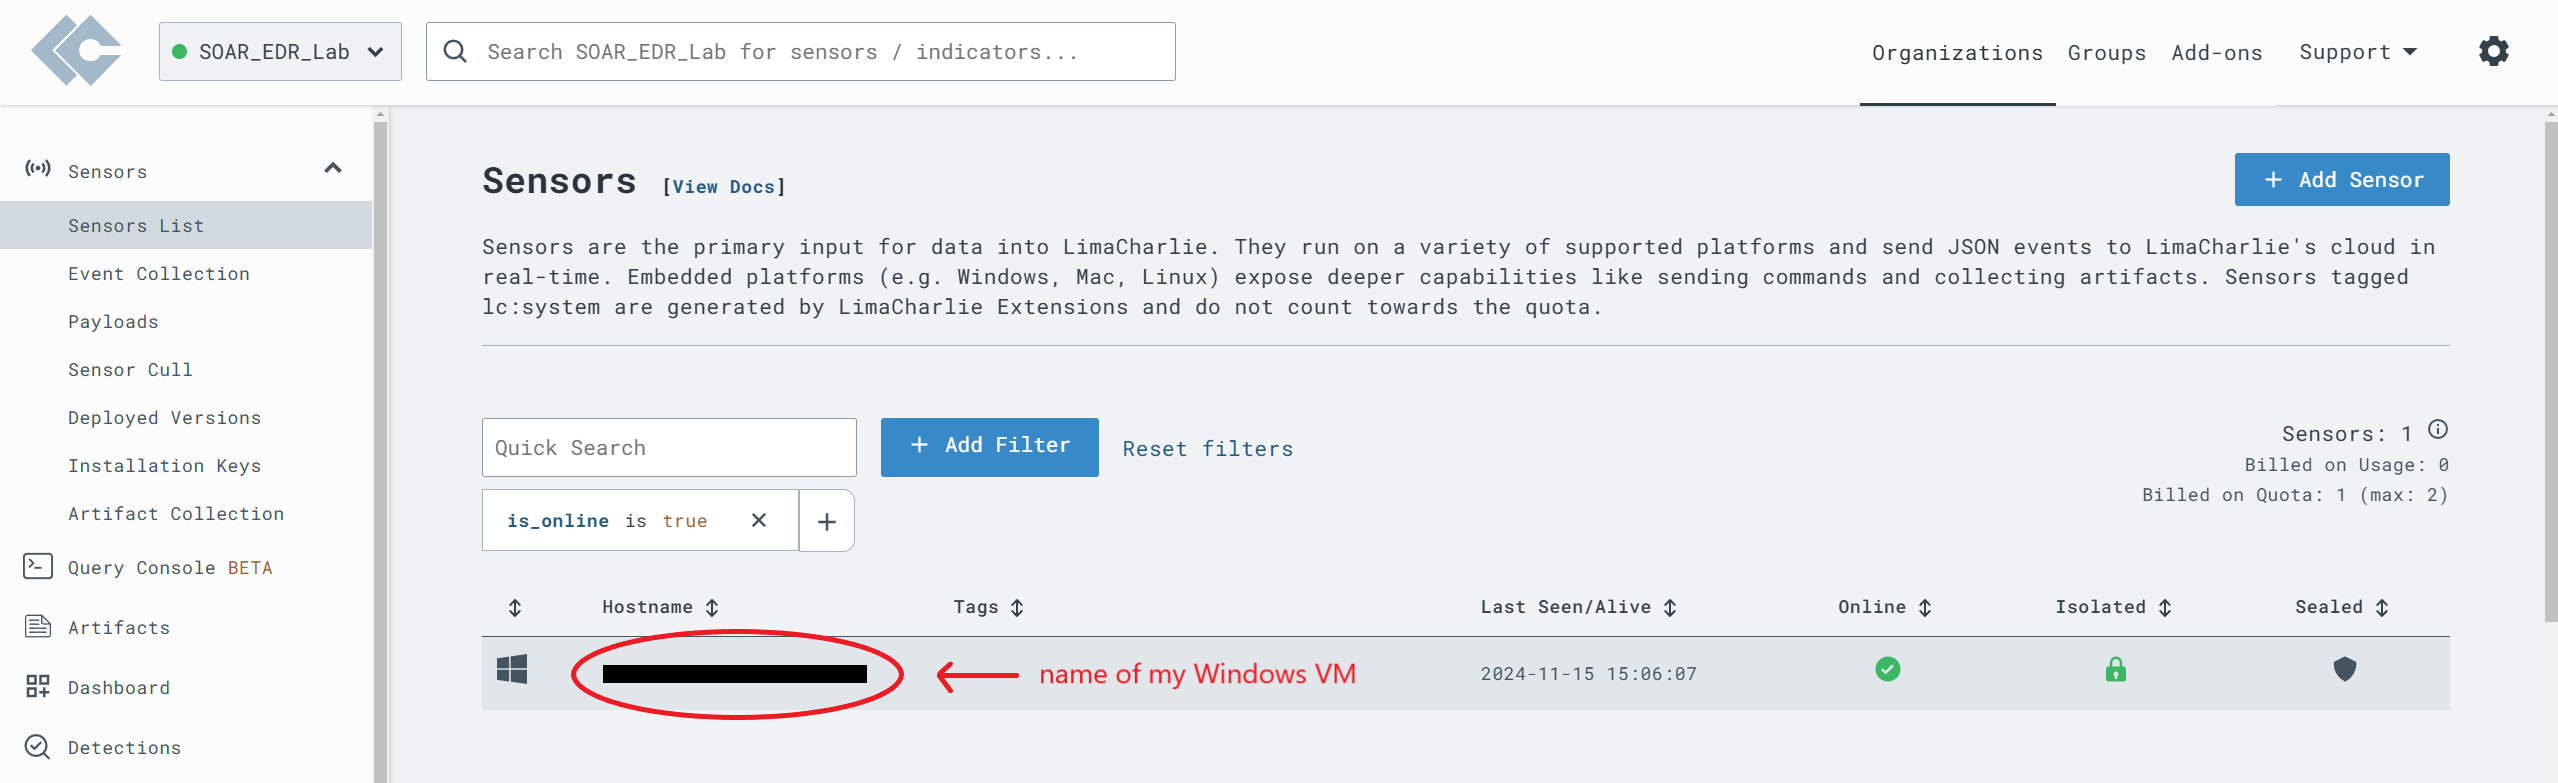 SOAR_EDR_Lab
Search SOAR_EDR_Lab for sensors / indicators...
Organizations
Groups
Add-ons
Support
Sensors
Sensors List
Event Collection
Payloads
Sensor Cull
Deployed Versions
Installation Keys
Artifact Collection
Query Console BETA
Artifacts
Dashboard
Detections
Sensors [View Docs]
+ Add Sensor
Sensors are the primary input for data into LimaCharlie. They run on a variety of supported platforms and send JSON events to LimaCharlie's cloud in
real-time. Embedded platforms (e.g. Windows, Mac, Linux) expose deeper capabilities like sending commands and collecting artifacts. Sensors tagged
lc:system are generated by LimaCharlie Extensions and do not count towards the quota.
Quick Search
+ Add Filter
Reset filters
Sensors: 1
Billed on Usage: 0
Billed on Quota: 1 (max: 2)
is_online is true
Hostname Tags Last Seen/Alive Online Isolated Sealed
name of my Windows VM 2024-11-15 15:06:07